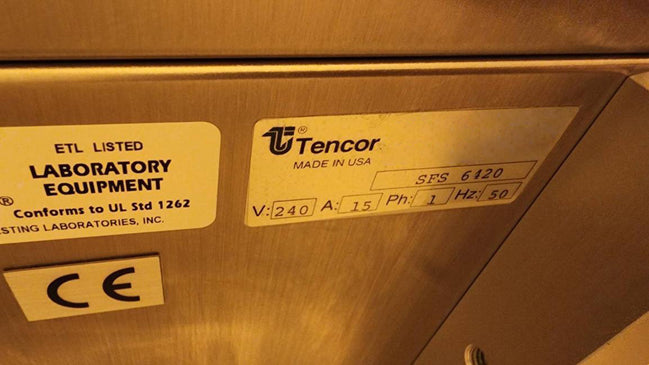 ETL LISTED
LABORATORY
EQUIPMENT
® Conforms to UL Std 1262
STING LABORATORIES, INC.
CE
® Tencor
MADE IN USA
SFS 6420
V: 240 A: 15 Ph: 1 Hz: 50